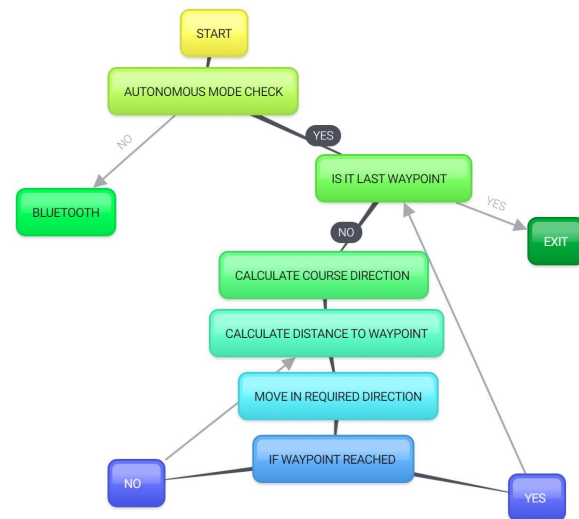 START
AUTONOMOUS MODE CHECK
NO
YES
IS IT LAST WAYPOINT
BLUETOOTH
YES
NO
EXIT
CALCULATE COURSE DIRECTION
CALCULATE DISTANCE TO WAYPOINT
MOVE IN REQUIRED DIRECTION
IF WAYPOINT REACHED
NO
YES